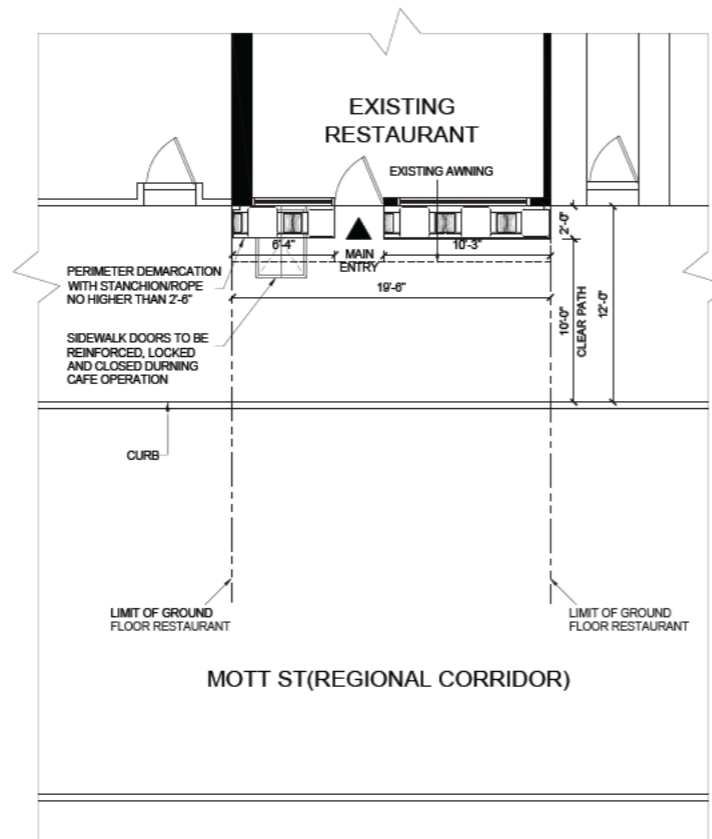 EXISTING
RESTAURANT
EXISTING AWNING
6'-4"
MAIN
ENTRY
10'-3"
2'-0"
19'-6"
10'-0"
CLEAR PATH
12'-0"
PERIMETER DEMARCATION
WITH STANCHION/ROPE
NO HIGHER THAN 2'-6"
SIDEWALK DOORS TO BE
REINFORCED, LOCKED
AND CLOSED DURNING
CAFE OPERATION
CURB
LIMIT OF GROUND
FLOOR RESTAURANT
LIMIT OF GROUND
FLOOR RESTAURANT
MOTT ST(REGIONAL CORRIDOR)